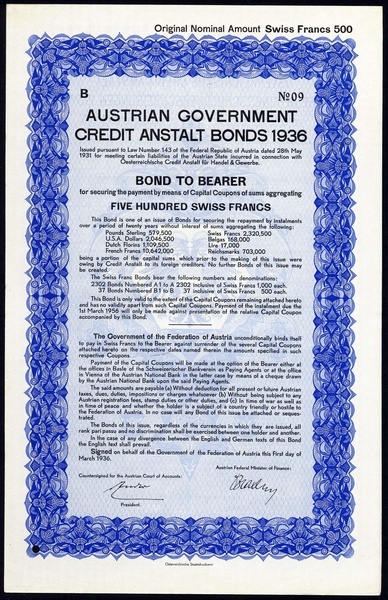 Original Nominal Amount Swiss Francs 500
B
No 09
AUSTRIAN GOVERNMENT
CREDIT ANSTALT BONDS 1936
Issued pursuant to Law Number 143 of the Federal Republic of Austria dated 28th May
1931 for meeting certain liabilities of the Austrian State incurred in connection with
Oesterreichische Credit Anstalt für Handel & Gewerbe.
BOND TO BEARER
for securing the payment by means of Capital Coupons of sums aggregating
FIVE HUNDRED SWISS FRANCS
This Bond is one of an issue of Bonds for securing the repayment by instalments
over a period of twenty years without interest of sums aggregating the following:
Pounds Sterling 579,500 Swiss Francs 2,320,500
U.S.A. Dollars 2,046,500 Belgas 168,000
Dutch Florins 1,109,500 Lire 17,000
French Francs 10,642,000 Reichsmarks 703,000
being a portion of the capital sums which prior to the making of this issue were
owing by Credit Anstalt to its foreign creditors. No further Bonds of this issue may
be created.
The Swiss Franc Bonds bear the following numbers and denominations:
2302 Bonds Numbered A1 to A 2302 inclusive of Swiss Francs 1,000 each.
37 Bonds Numbered B1 to B 37 inclusive of Swiss Francs 500 each.
This Bond is only valid to the extent of the Capital Coupons remaining attached hereto
and has no validity apart from such Capital Coupons. Payment of the instalment due the
1st March 1956 will only be made against presentation of the relative Capital Coupon
accompanied by this Bond.
The Government of the Federation of Austria unconditionally binds itself
to pay in Swiss Francs to the Bearer against surrender of the several Capital Coupons
attached hereto on the respective dates named therein the amounts specified in such
respective Coupons.
Payment of the Capital Coupons will be made at the option of the Bearer either at
the offices in Basle of the Schweizerischer Bankverein as Paying Agents or at the office
in Vienna of the Austrian National Bank in the latter case by means of a cheque drawn
by the Austrian National Bank upon the said Paying Agents.
The said amounts are payable (a) Without deduction for all present or future Austrian
taxes, dues, duties, impositions or charges whatsoever (b) Without being subject to any
Austrian registration fees, stamp duties or other duties, and (c) In time of war as well as
in time of peace and whether the holder is a subject of a country friendly or hostile to
the Federation of Austria. In no case will any Bond of this issue be attached or seques-
trated.
The Bonds of this issue, regardless of the currencies in which they are issued, all
rank pari passu and no discrimination shall be exercised between one holder and another.
In the case of any divergence between the English and German texts of this Bond
the English text shall prevail.
Signed on behalf of the Government of the Federation of Austria this First day of
March 1936.
Countersigned for the Austrian Court of Accounts:
Austrian Federal Minister of Finance:
President.
Österreichische Staatsdruckerei